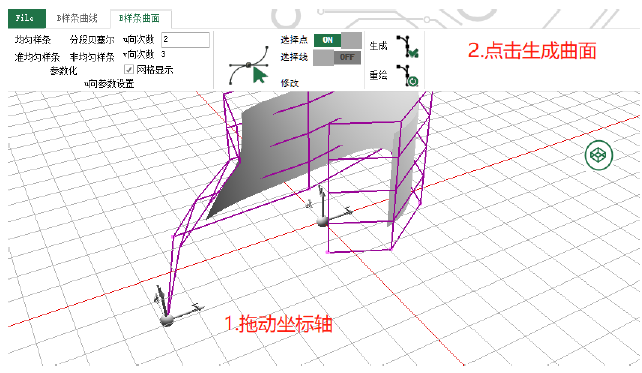 File B样条曲线 B样条曲面
均匀样条 分段贝塞尔 u向次数 2
准均匀样条 非均匀样条 v向次数 3
参数化 网格显示
u向参数设置
选择点 ON
选择线 OFF
修改
生成
重绘
2.点击生成曲面
1.拖动坐标轴